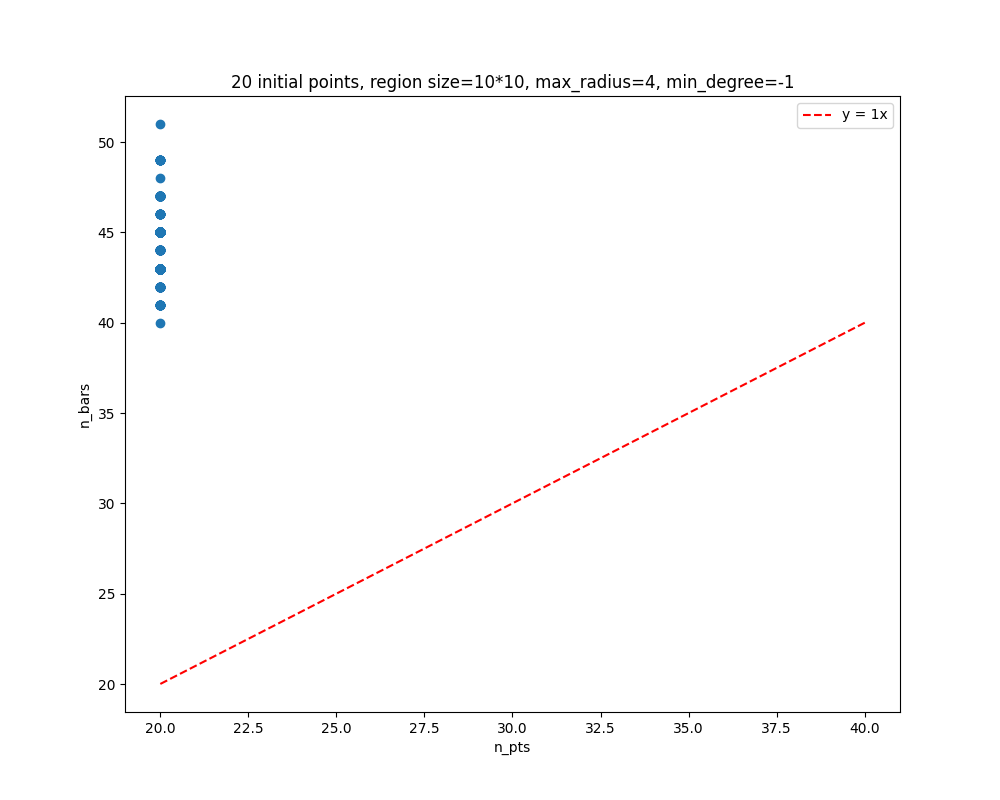 20 initial points, region size=10*10, max_radius=4, min_degree=-1
y = 1x
50
45
40
35
30
25
20
n_bars
20.0 22.5 25.0 27.5 30.0 32.5 35.0 37.5 40.0
n_pts